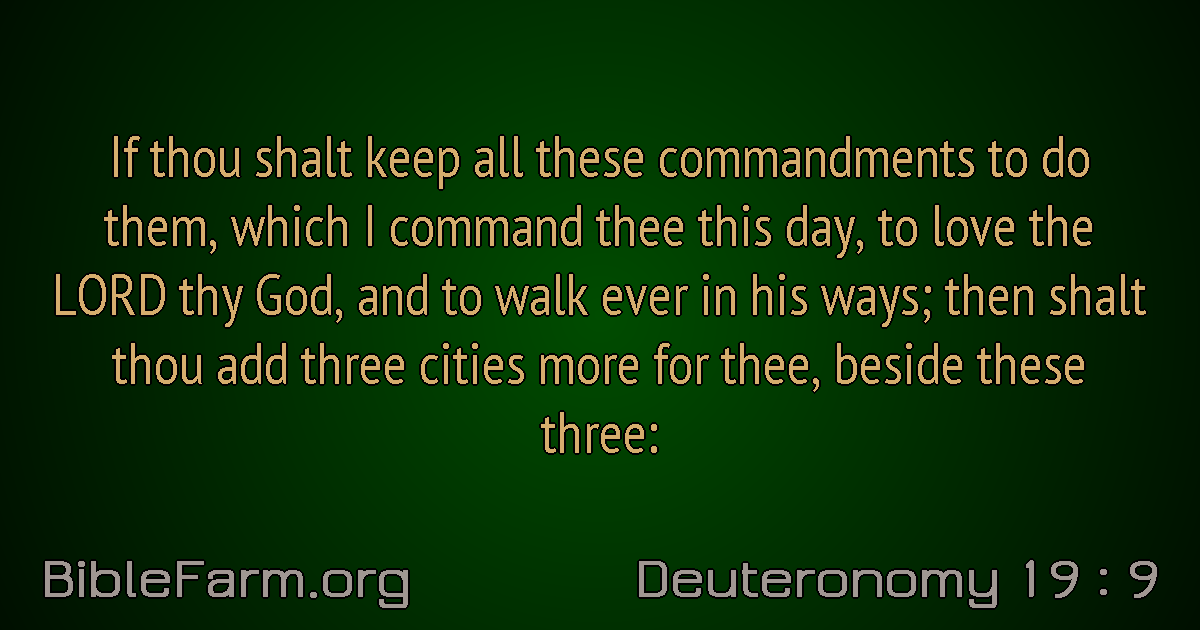 If thou shalt keep all these commandments to do
them, which I command thee this day, to love the
LORD thy God, and to walk ever in his ways; then shalt
thou add three cities more for thee, beside these
three:
BibleFarm.org
Deuteronomy 19 : 9